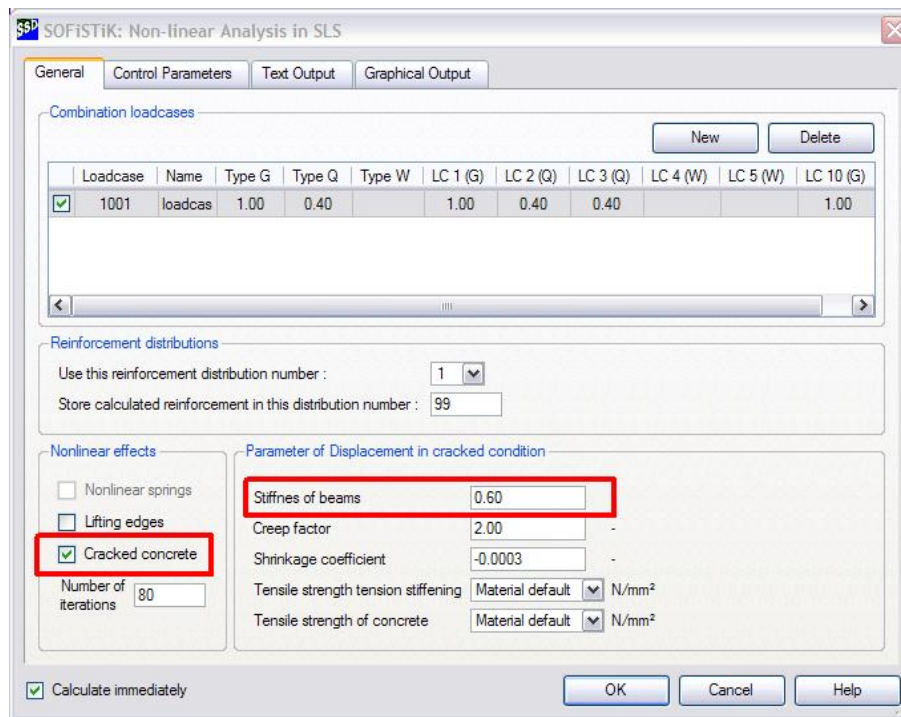 SSD SOFiSTiK: Non-linear Analysis in SLS
General Control Parameters Text Output Graphical Output
Combination loadcases
New Delete
Loadcase Name Type G Type Q Type W LC 1 (G) LC 2 (Q) LC 3 (Q) LC 4 (W) LC 5 (W) LC 10 (G)
1001 loadcas 1.00 0.40 1.00 0.40 0.40 1.00
Reinforcement distributions
Use this reinforcement distribution number : 1
Store calculated reinforcement in this distribution number : 99
Nonlinear effects Parameter of Displacement in cracked condition
Nonlinear springs Stiffnes of beams 0.60
Lifting edges Creep factor 2.00 -
Cracked concrete Shrinkage coefficient -0.0003 -
Number of iterations 80 Tensile strength tension stiffening Material default N/mm²
Tensile strength of concrete Material default N/mm²
Calculate immediately OK Cancel Help